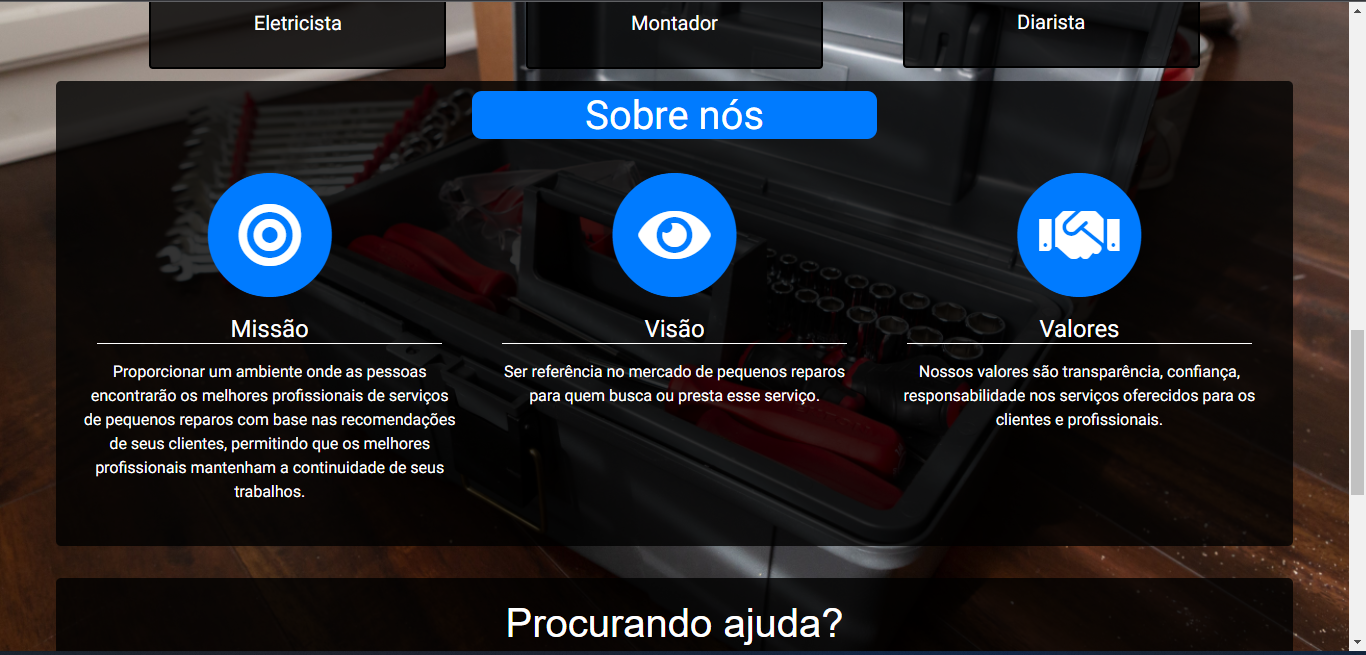 Eletricista
Montador
Diarista
Sobre nós
Missão
Proporcionar um ambiente onde as pessoas
encontrarão os melhores profissionais de serviços
de pequenos reparos com base nas recomendações
de seus clientes, permitindo que os melhores
profissionais mantenham a continuidade de seus
trabalhos.
Visão
Ser referência no mercado de pequenos reparos
para quem busca ou presta esse serviço.
Valores
Nossos valores são transparência, confiança,
responsabilidade nos serviços oferecidos para os
clientes e profissionais.
Procurando ajuda?